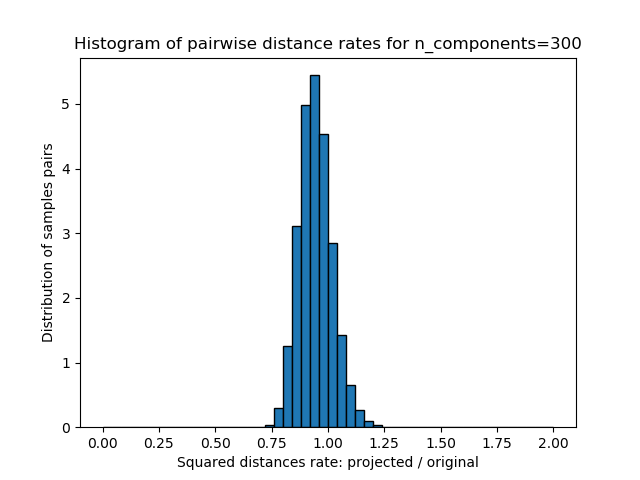 Histogram of pairwise distance rates for n_components=300
Distribution of samples pairs
5
4
3
2
1
0
0.00 0.25 0.50 0.75 1.00 1.25 1.50 1.75 2.00
Squared distances rate: projected / original